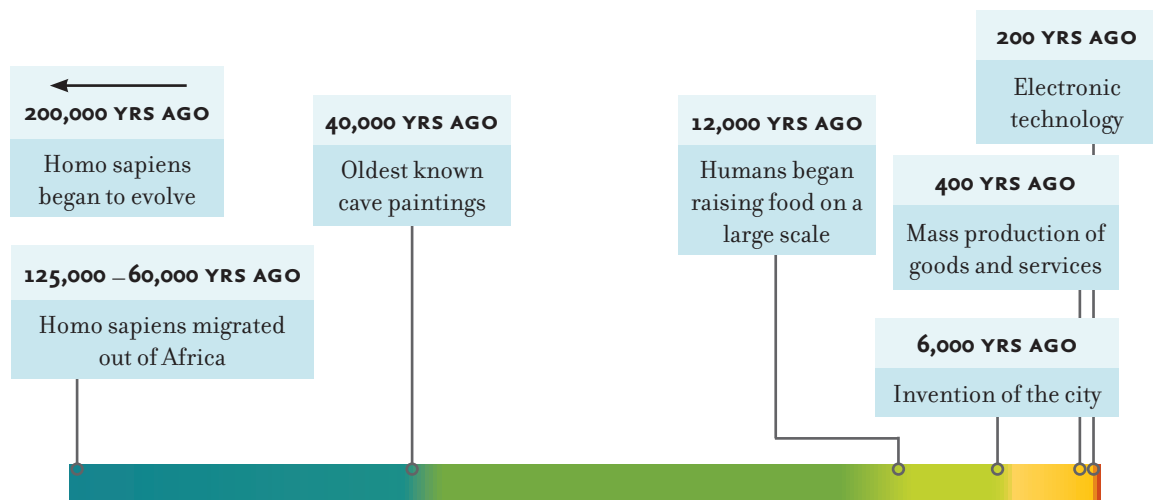 200,000 YRS AGO
Homo sapiens
began to evolve
125,000 – 60,000 YRS AGO
Homo sapiens migrated
out of Africa
40,000 YRS AGO
Oldest known
cave paintings
12,000 YRS AGO
Humans began
raising food on a
large scale
6,000 YRS AGO
Invention of the city
400 YRS AGO
Mass production of
goods and services
200 YRS AGO
Electronic
technology